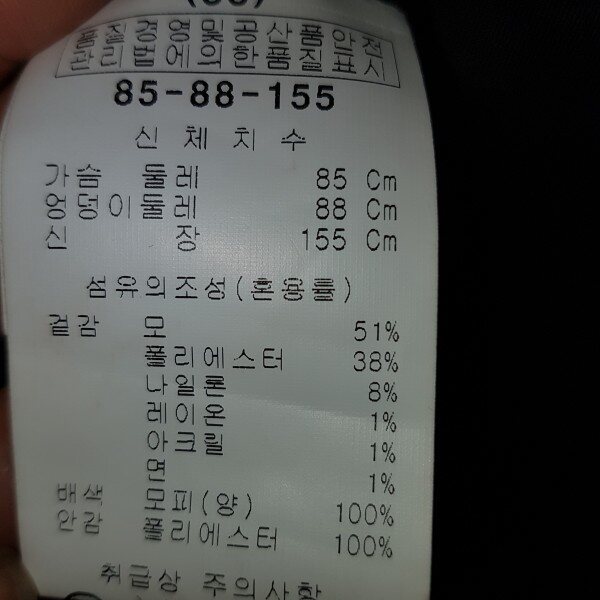 품질경영및공산품안전
관리법에의한품질표시
85-88-155
신체치수
가슴 둘레 85 Cm
엉덩이둘레 88 Cm
신 장 155 Cm
섬유의조성(혼용률)
겉감 모 51%
폴리에스터 38%
나일론 8%
레이온 1%
아크릴 1%
면 1%
배색 모피(양) 100%
안감 폴리에스터 100%
취급상 주의사항